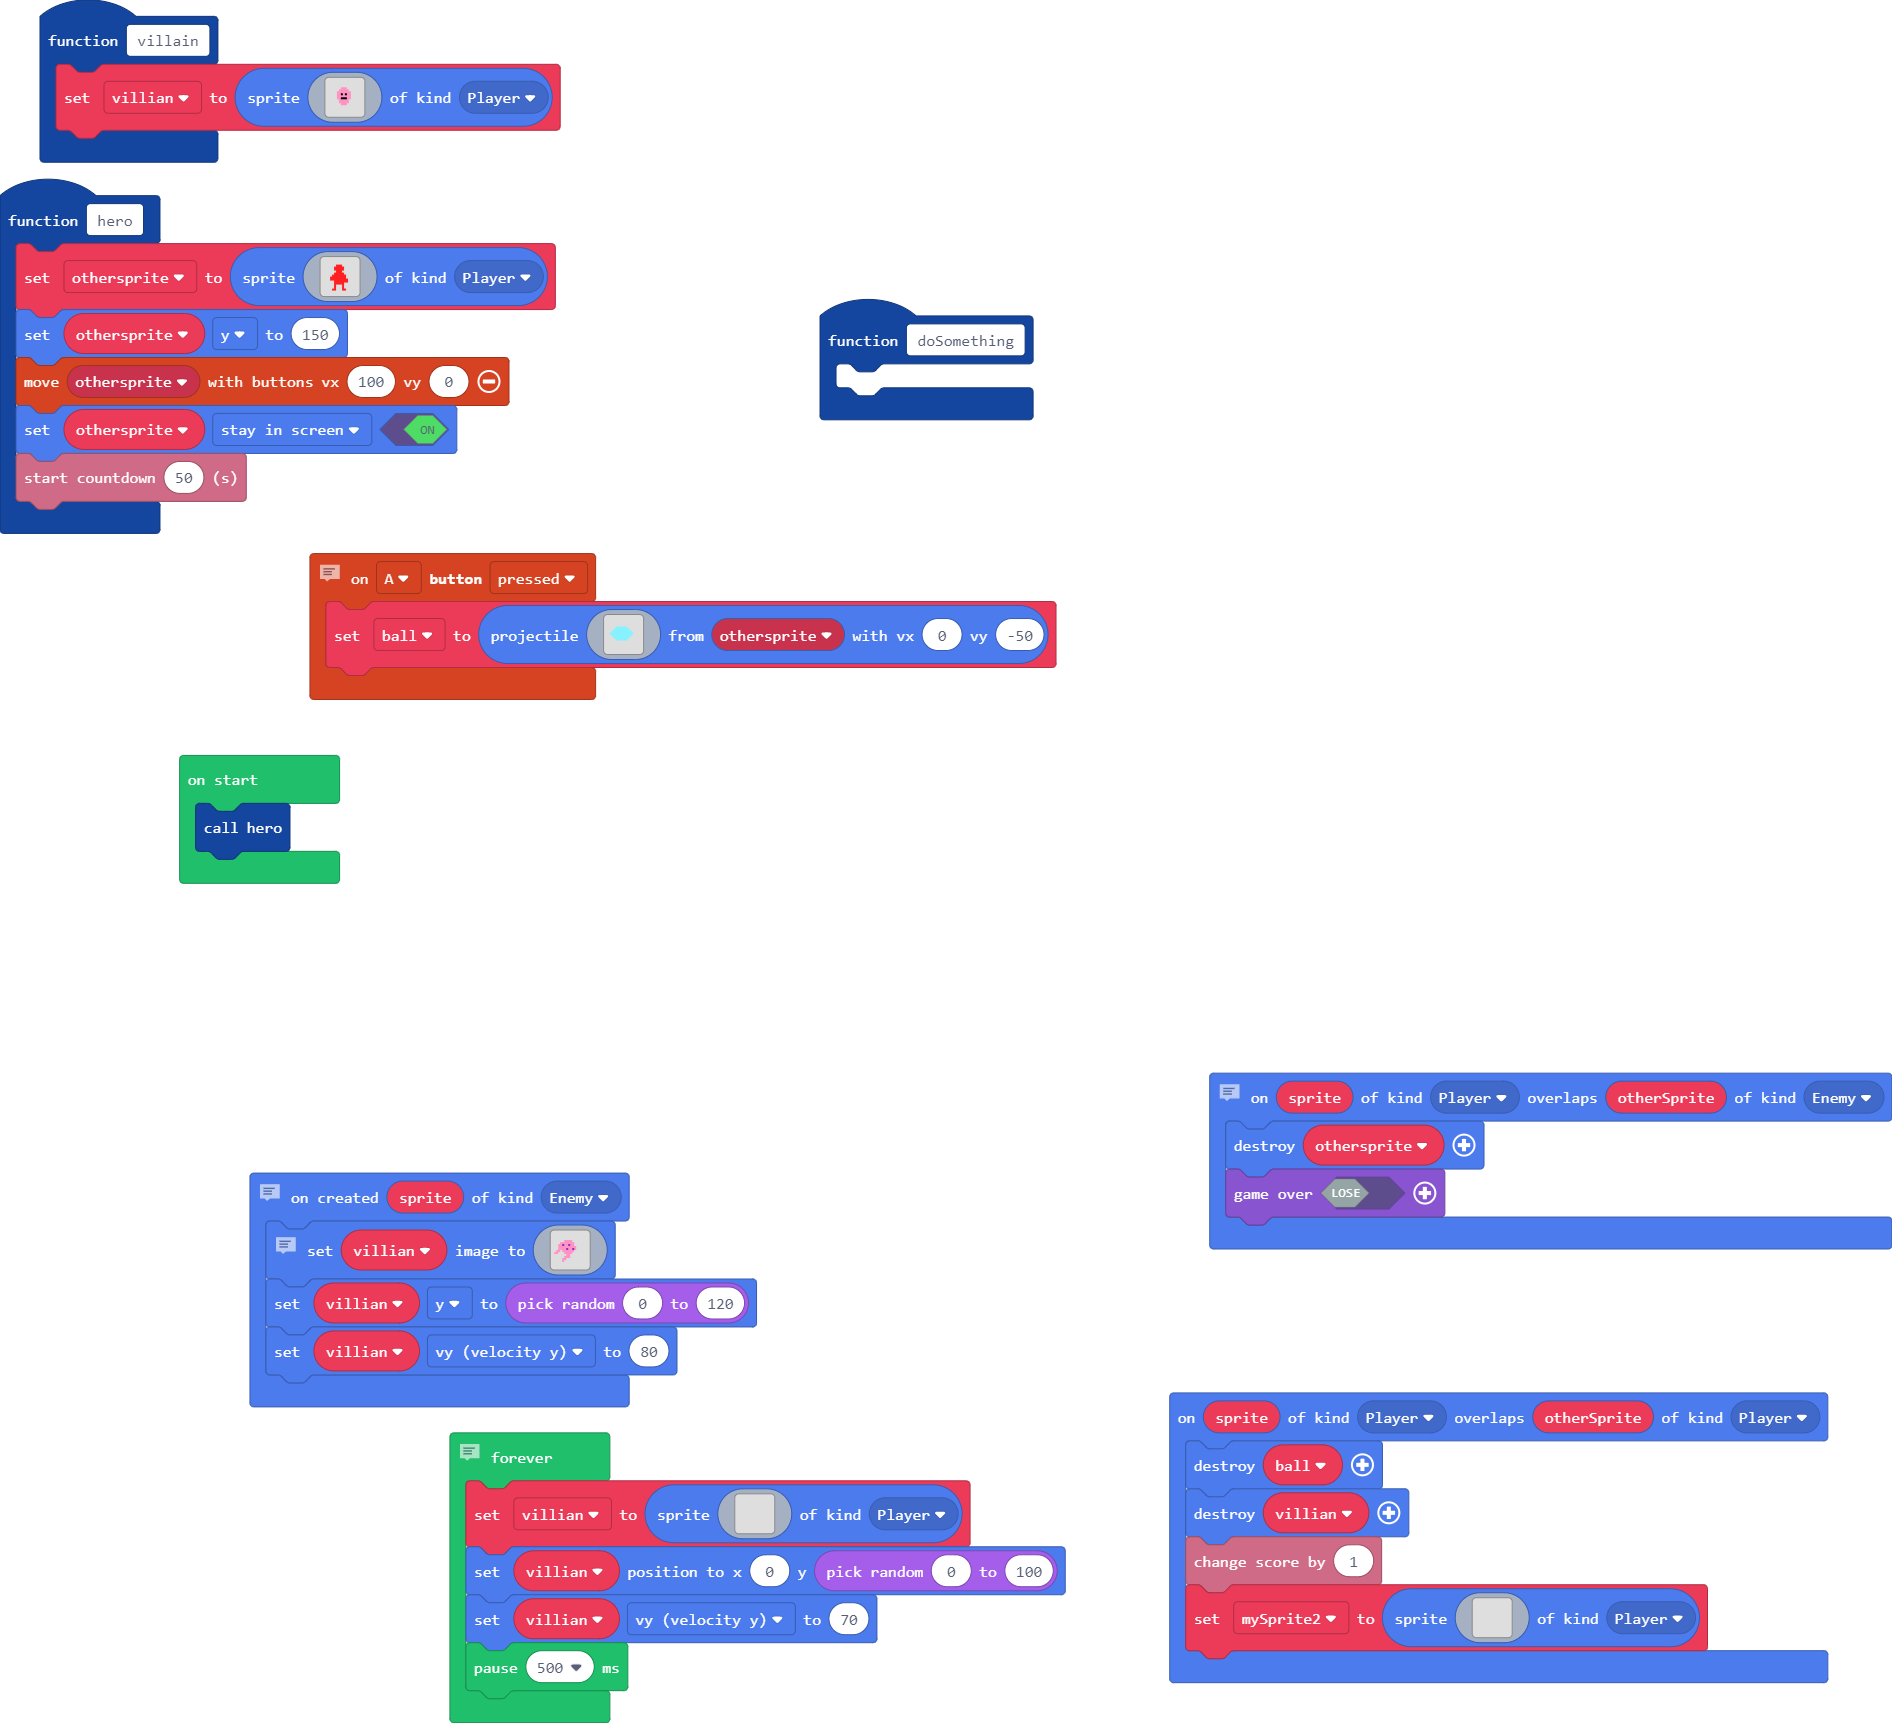 function villain
set villian to sprite of kind Player
function hero
set othersprite to sprite of kind Player
set othersprite y to 150
move othersprite with buttons vx 100 vy 0
set othersprite stay in screen ON
start countdown 50 (s)
function doSomething
on A button pressed
set ball to projectile from othersprite with vx 0 vy -50
on start
call hero
on sprite of kind Player overlaps otherSprite of kind Enemy
destroy othersprite
game over LOSE
on created sprite of kind Enemy
set villian image to
set villian y to pick random 0 to 120
set villian vy (velocity y) to 80
on sprite of kind Player overlaps otherSprite of kind Player
destroy ball
destroy villian
change score by 1
set mySprite2 to sprite of kind Player
forever
set villian to sprite of kind Player
set villian position to x 0 y pick random 0 to 100
set villian vy (velocity y) to 70
pause 500 ms